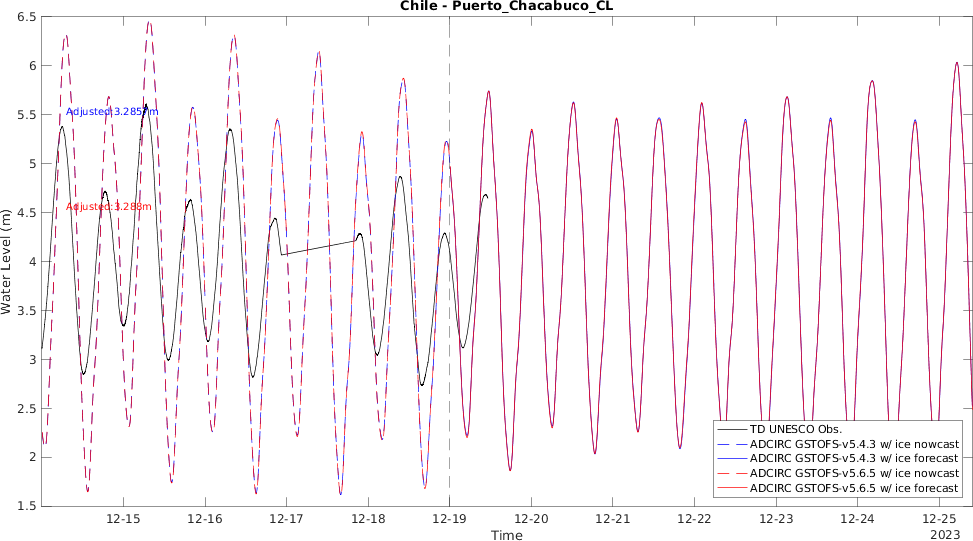 Chile - Puerto_Chacabuco_CL
Water Level (m)
6.5
6
5.5
5
4.5
4
3.5
3
2.5
2
1.5
Adjusted:3.2857m
Adjusted:3.288m
TD UNESCO Obs.
ADCIRC GSTOFS-v5.4.3 w/ ice nowcast
ADCIRC GSTOFS-v5.4.3 w/ ice forecast
ADCIRC GSTOFS-v5.6.5 w/ ice nowcast
ADCIRC GSTOFS-v5.6.5 w/ ice forecast
12-15
12-16
12-17
12-18
12-19
12-20
12-21
12-22
12-23
12-24
12-25
Time
2023